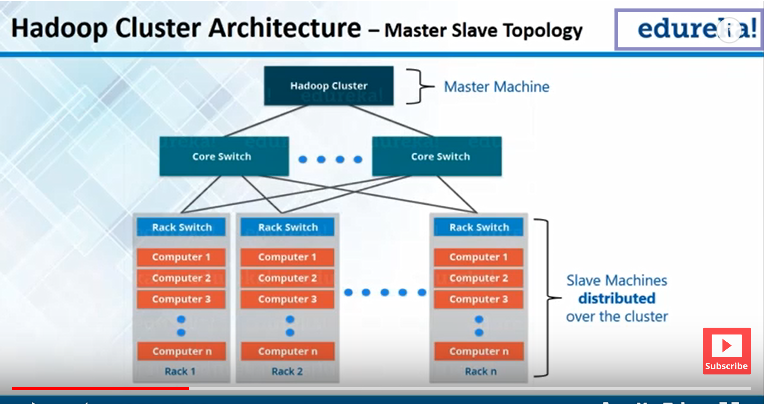 Hadoop Cluster Architecture – Master Slave Topology
edureka!
Hadoop Cluster
Master Machine
Core Switch
Core Switch
Rack Switch
Computer 1
Computer 2
Computer 3
Computer n
Rack 1
Rack Switch
Computer 1
Computer 2
Computer 3
Computer n
Rack 2
Rack Switch
Computer 1
Computer 2
Computer 3
Computer n
Rack n
Slave Machines
distributed
over the cluster
Subscribe